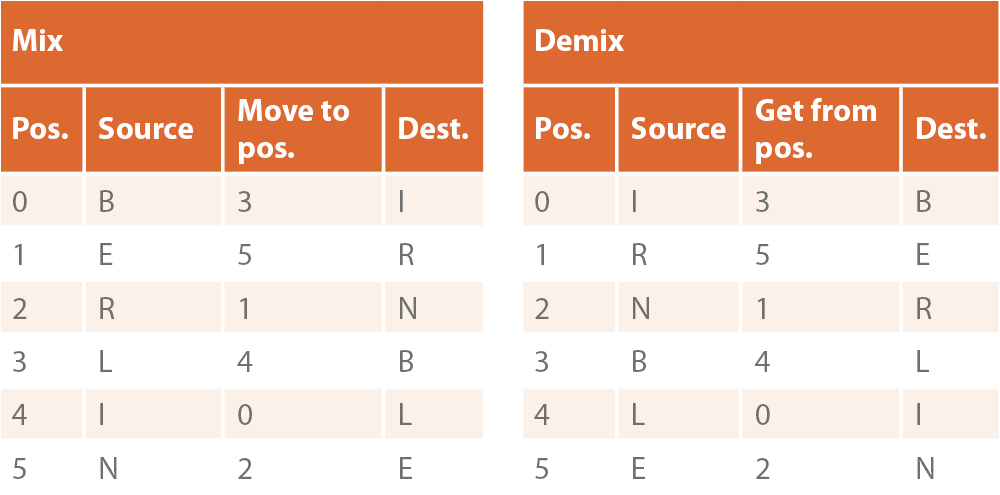 Mix
Pos. Source Move to pos. Dest.
0 B 3 I
1 E 5 R
2 R 1 N
3 L 4 B
4 I 0 L
5 N 2 E
Demix
Pos. Source Get from pos. Dest.
0 I 3 B
1 R 5 E
2 N 1 R
3 B 4 L
4 L 0 I
5 E 2 N